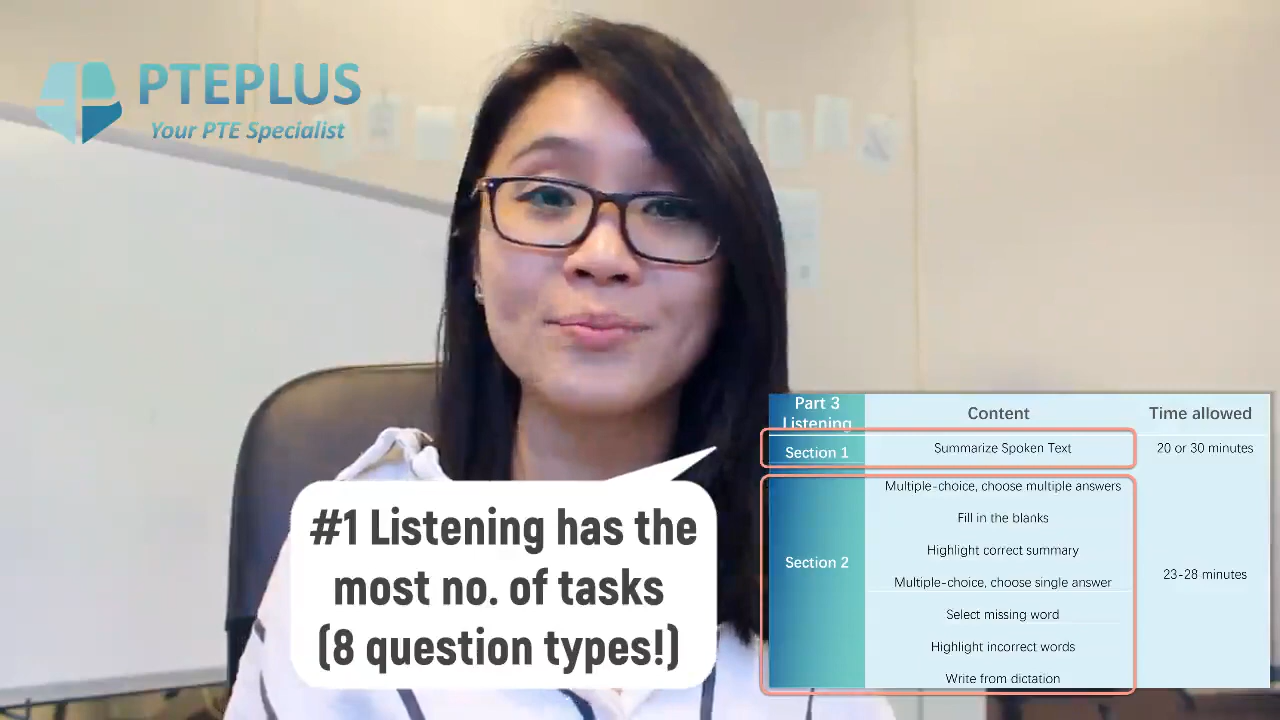 PTEPLUS
Your PTE Specialist
#1 Listening has the
most no. of tasks
(8 question types!)
Part 3
Listening
Content
Time allowed
Section 1
Summarize Spoken Text
20 or 30 minutes
Section 2
Multiple-choice, choose multiple answers
Fill in the blanks
Highlight correct summary
Multiple-choice, choose single answer
Select missing word
Highlight incorrect words
Write from dictation
23-28 minutes